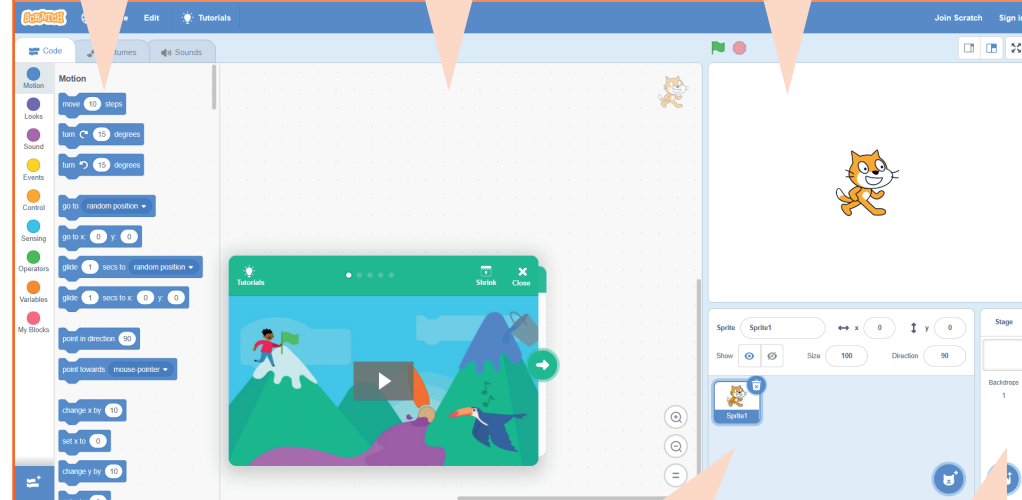 SCRATCH Edit Tutorials Join Scratch Sign in
Code Sounds
Motion
Motion
Looks
Sound
Events
Control
Sensing
Operators
Variables
My Blocks
move 10 steps
turn 15 degrees
turn 15 degrees
go to random position
go to x: 0 y: 0
glide 1 secs to random position
glide 1 secs to x: 0 y: 0
point in direction 90
point towards mouse-pointer
change x by 10
set x to 0
change y by 10
Tutorials Shrink Close
Sprite Sprite1 x 0 y 0
Show Size 100 Direction 90
Sprite1
Stage
Backdrops
1